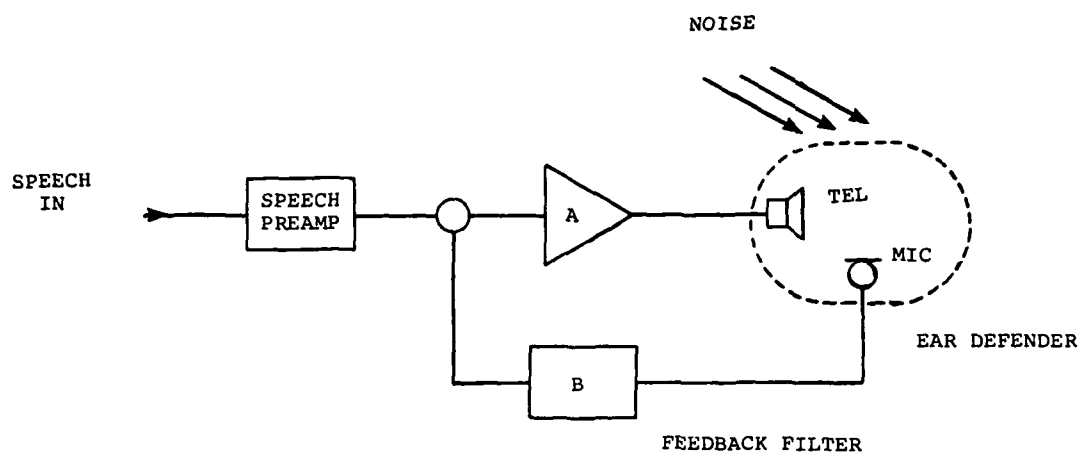 NOISE
SPEECH
IN
SPEECH
PREAMP
A
TEL
MIC
EAR DEFENDER
B
FEEDBACK FILTER